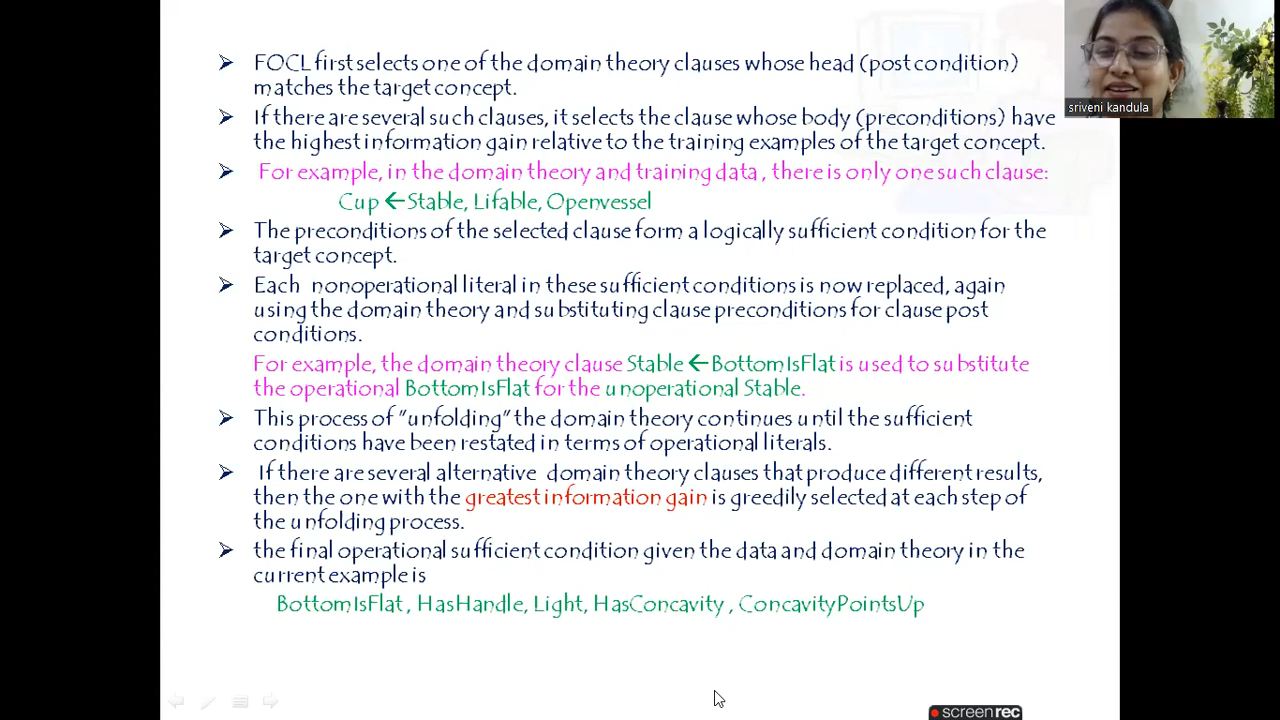 FOCL first selects one of the domain theory clauses whose head (post condition)
matches the target concept.
If there are several such clauses, it selects the clause whose body (preconditions) have
the highest information gain relative to the training examples of the target concept.
For example, in the domain theory and training data , there is only one such clause:
Cup ←Stable, Lifable, Openvessel
The preconditions of the selected clause form a logically sufficient condition for the
target concept.
Each nonoperational literal in these sufficient conditions is now replaced, again
using the domain theory and substituting clause preconditions for clause post
conditions.
For example, the domain theory clause Stable ←BottomIsFlat is used to substitute
the operational BottomIsFlat for the unoperational Stable.
This process of "unfolding" the domain theory continues until the sufficient
conditions have been restated in terms of operational literals.
If there are several alternative domain theory clauses that produce different results,
then the one with the greatest information gain is greedily selected at each step of
the unfolding process.
the final operational sufficient condition given the data and domain theory in the
current example is
BottomIsFlat , HasHandle, Light, HasConcavity , ConcavityPointsUp
sriveni kandula
screenrec